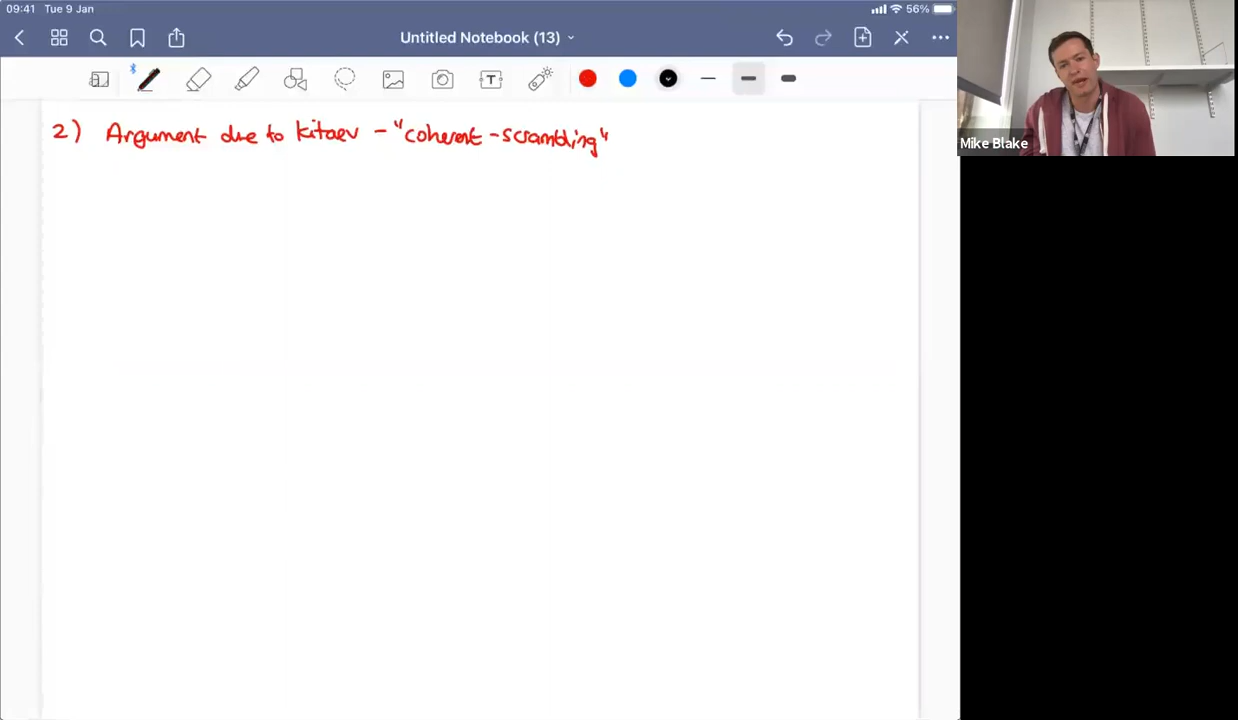 09:41 Tue 9 Jan
56%
Untitled Notebook (13)
T
Mike Blake
2) Argument due to kitaev - "coherent - scrambling"